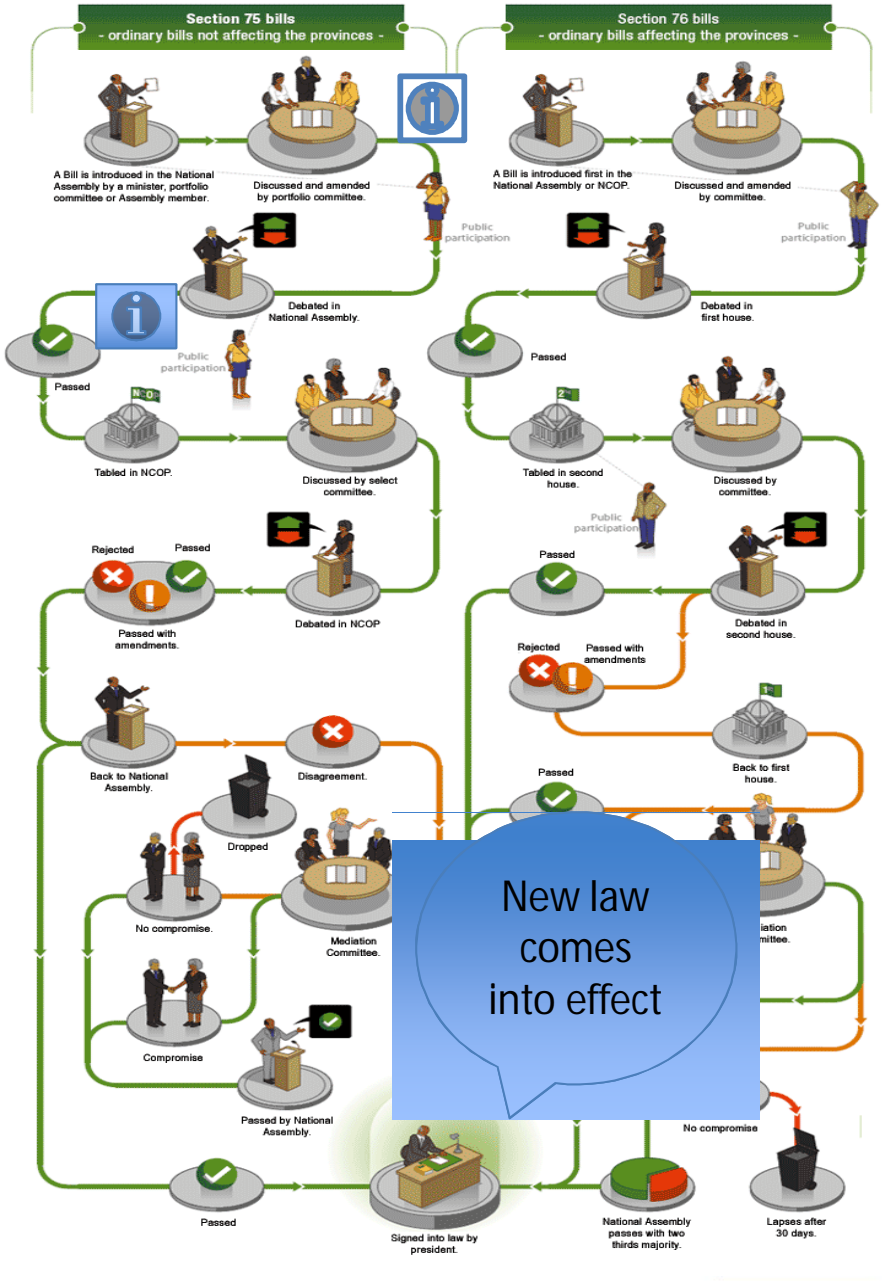 Section 75 bills
- ordinary bills not affecting the provinces -
Section 76 bills
- ordinary bills affecting the provinces -
A Bill is introduced in the National
Assembly by a minister, portfolio
committee or Assembly member.
Discussed and amended
by portfolio committee.
A Bill is introduced first in the
National Assembly or NCOP.
Discussed and amended
by committee.
Public
participation
Public
participation
Debated in
National Assembly.
Debated in
first house.
Passed
Public
participation
Passed
NCOP
2
Tabled in NCOP.
Discussed by select
committee.
Tabled in second
house.
Discussed by
committee.
Public
participation
Rejected
Passed
Passed
Passed with
amendments.
Debated in NCOP
Debated in
second house.
Rejected
Passed with
amendments
1
Back to National
Assembly.
Disagreement.
Back to first
house.
Passed
Dropped
No compromise.
Mediation
Committee.
New law
comes
into effect
Compromise
Passed by National
Assembly.
No compromise
Passed
Signed into law by
president.
National Assembly
passes with two
thirds majority.
Lapses after
30 days.